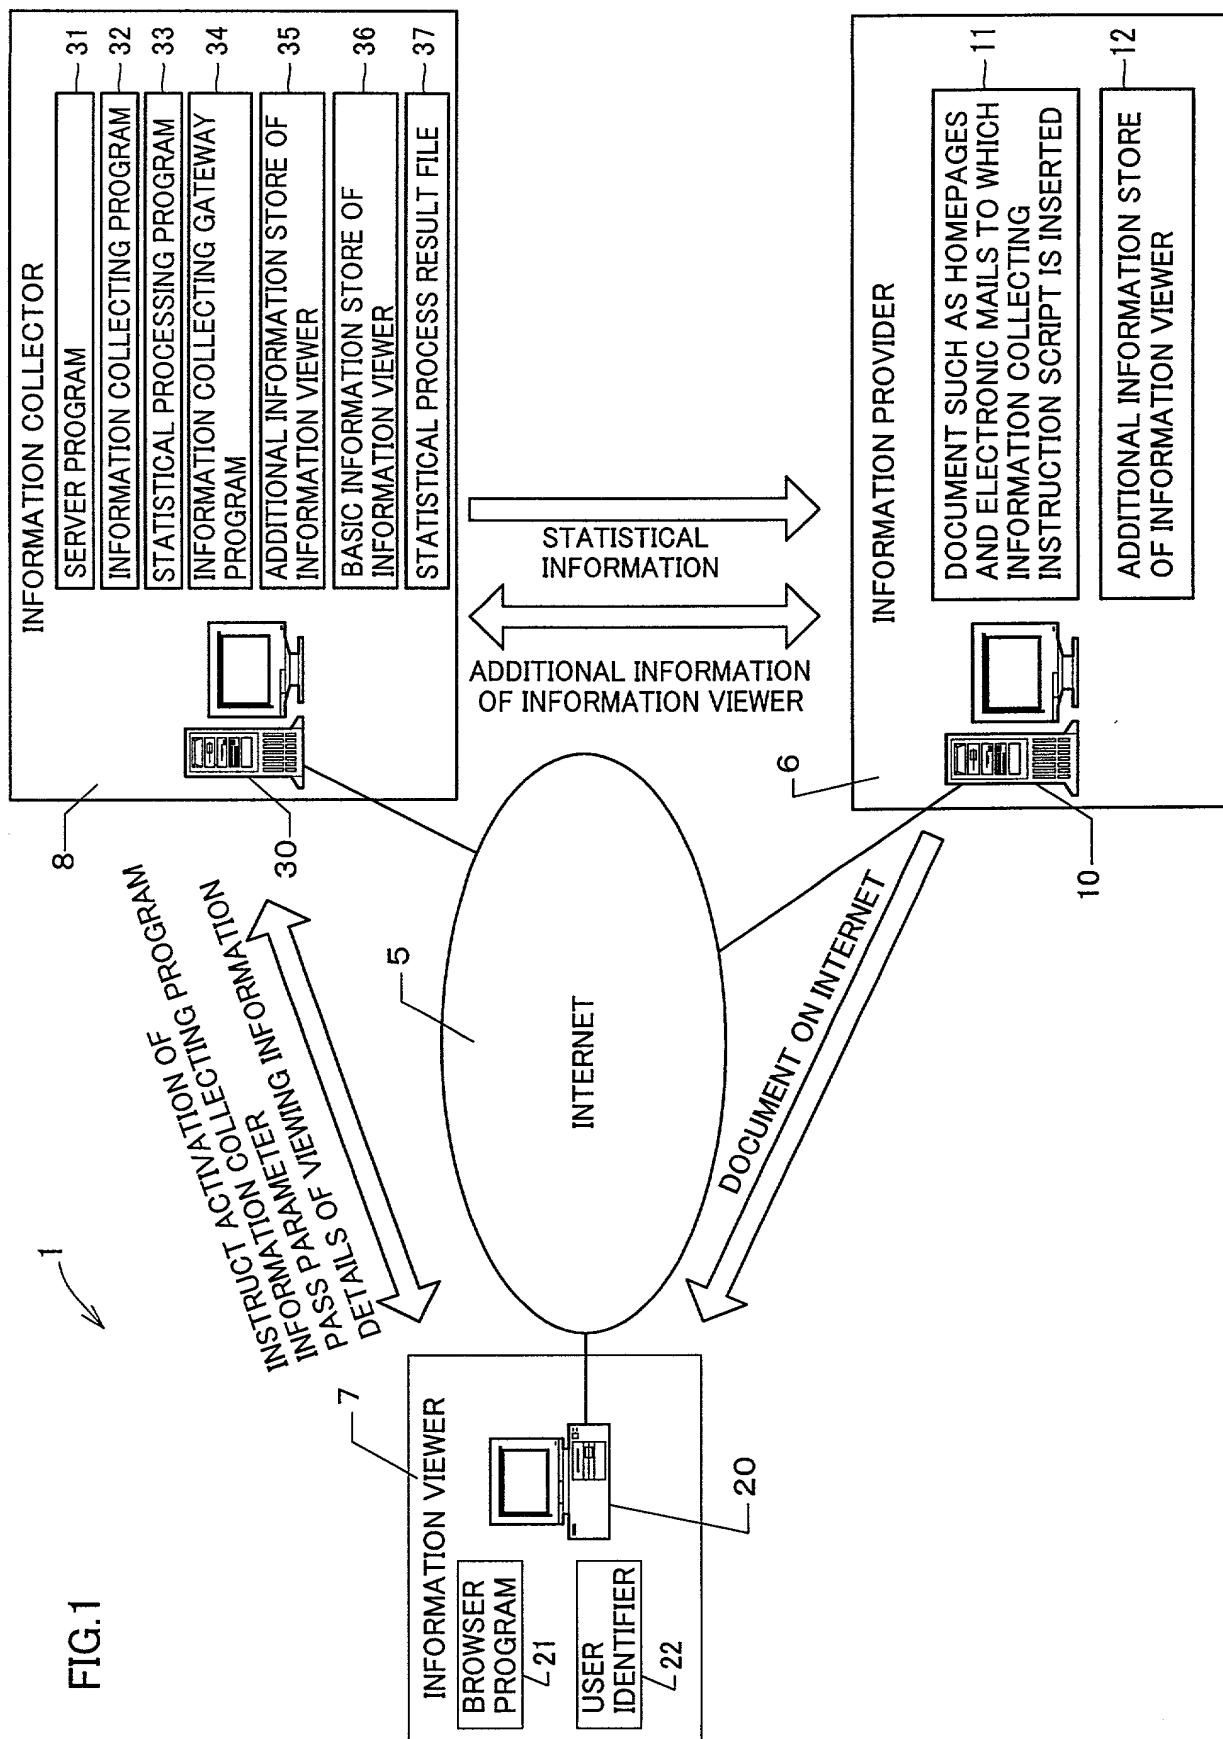 FIG.1
1
INFORMATION COLLECTOR
SERVER PROGRAM
31
INFORMATION COLLECTING PROGRAM
32
STATISTICAL PROCESSING PROGRAM
33
INFORMATION COLLECTING GATEWAY
PROGRAM
34
ADDITIONAL INFORMATION STORE OF
INFORMATION VIEWER
35
BASIC INFORMATION STORE OF
INFORMATION VIEWER
36
STATISTICAL PROCESS RESULT FILE
37
8
30
INSTRUCT ACTIVATION OF
INFORMATION COLLECTING PROGRAM
PASS PARAMETER
DETAILS OF VIEWING INFORMATION
5
INTERNET
STATISTICAL
INFORMATION
ADDITIONAL INFORMATION
OF INFORMATION VIEWER
7
INFORMATION VIEWER
BROWSER
PROGRAM
21
USER
IDENTIFIER
22
20
DOCUMENT ON INTERNET
6
10
INFORMATION PROVIDER
DOCUMENT SUCH AS HOMEPAGES
AND ELECTRONIC MAILS TO WHICH
INFORMATION COLLECTING
INSTRUCTION SCRIPT IS INSERTED
11
ADDITIONAL INFORMATION STORE
OF INFORMATION VIEWER
12